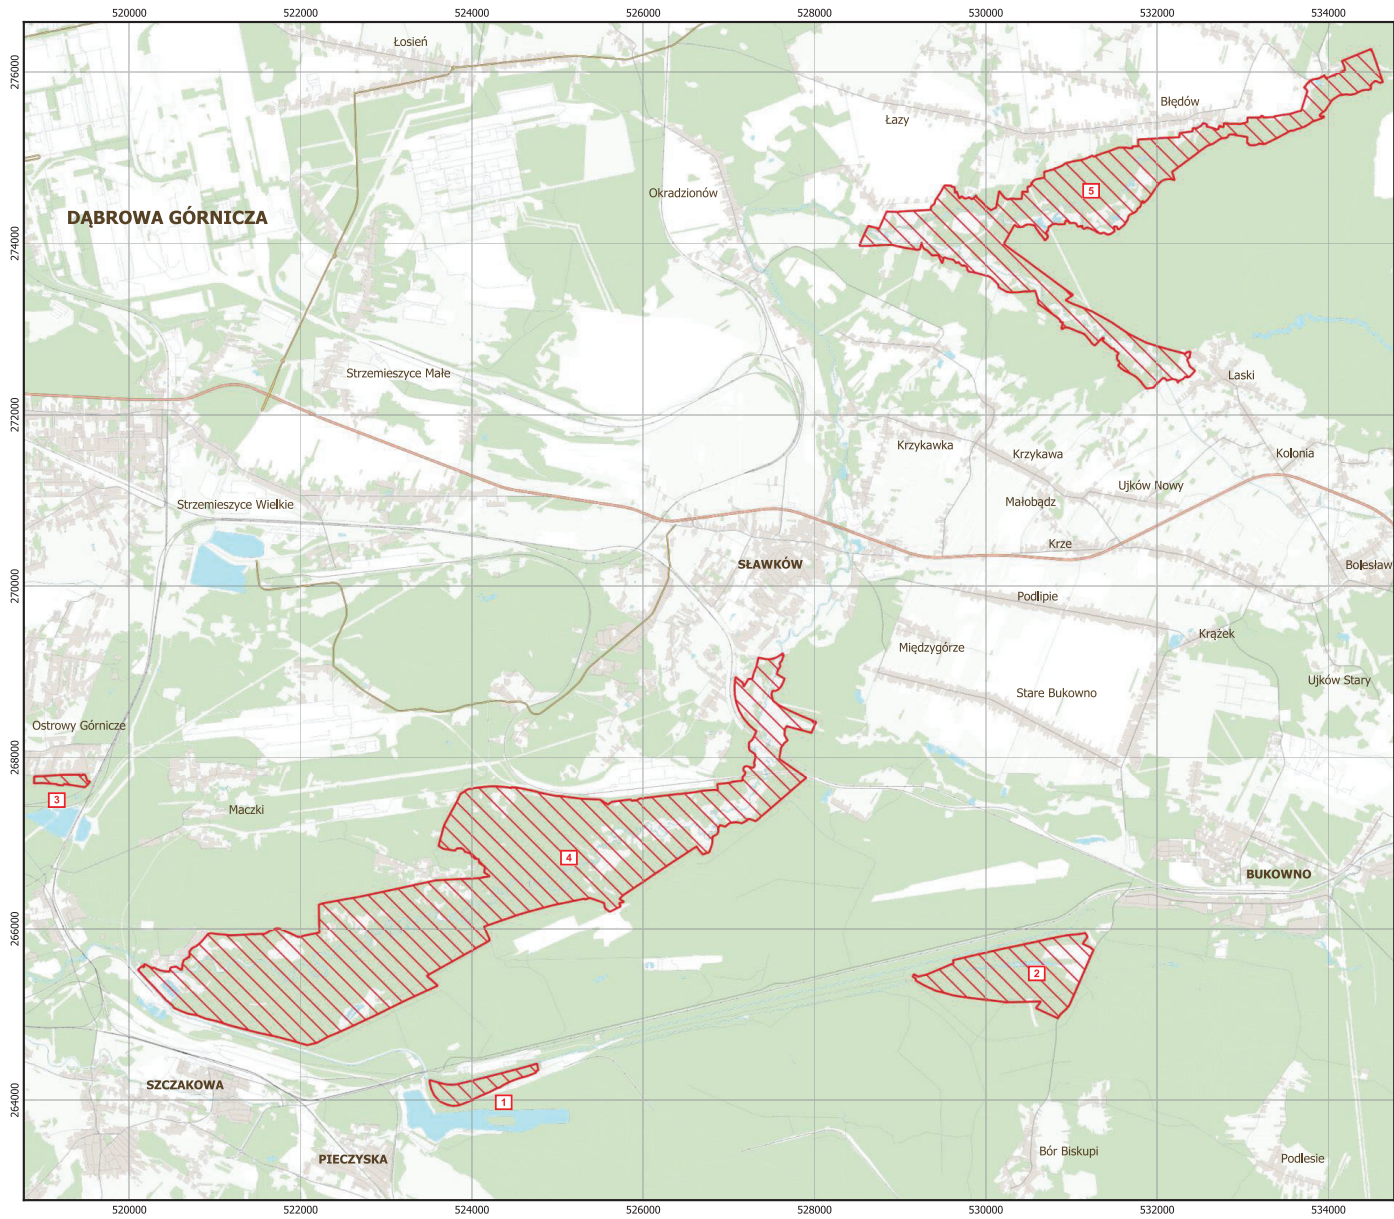 520000 522000 524000 526000 528000 530000 532000 534000
276000
Łosień
Błędów
Łazy
Okradzionów
5
DĄBROWA GÓRNICZA
274000
Strzemieszyce Małe
Laski
272000
Krzykawka
Krzykawa
Kolonia
Ujków Nowy
Strzemieszyce Wielkie
Małobądz
Krze
SŁAWKÓW
Bolesław
270000
Podlipie
Krążek
Międzygórze
Ujków Stary
Stare Bukowno
Ostrowy Górnicze
268000
3
Maczki
4
BUKOWNO
266000
2
SZCZAKOWA
264000
1
Bór Biskupi
PIECZYSKA
Podlesie
520000 522000 524000 526000 528000 530000 532000 534000